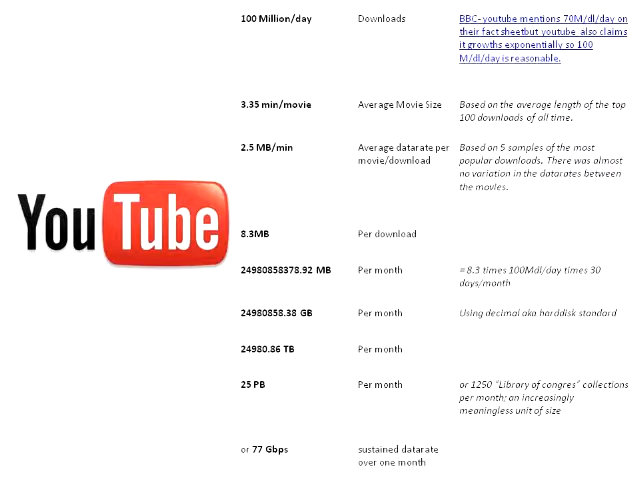 YouTube
100 Million/day Downloads BBC-youtube mentions 70M/dl/day on
their fact sheetbut youtube also claims
it growths exponentially so 100
M/dl/day is reasonable.
3.35 min/movie Average Movie Size Based on the average length of the top
100 downloads of all time.
2.5 MB/min Average datarate per Based on 5 samples of the most
movie/download popular downloads. There was almost
no variation in the datarates between
the movies.
8.3MB Per download
24980858378.92 MB Per month = 8.3 times 100Mdl/day times 30
days/month
24980858.38 GB Per month Using decimal aka harddisk standard
24980.86 TB Per month
25 PB Per month or 1250 "Library of congres" collections
per month; an increasingly
meaningless unit of size
or 77 Gbps sustained datarate
over one month